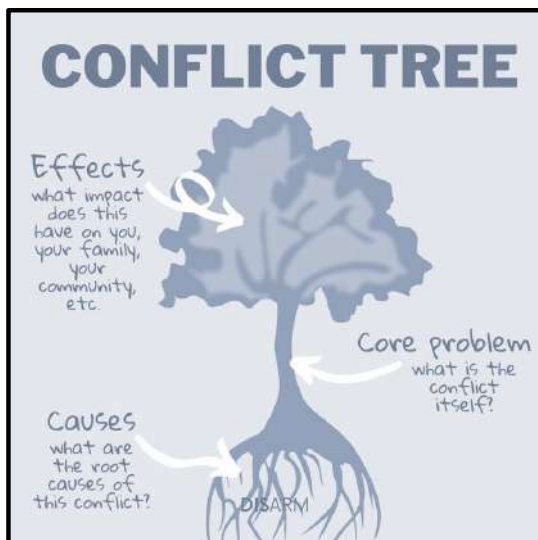 CONFLICT TREE
Effects
what impact
does this
have on you,
your family,
your
community,
etc.
Core problem
what is the
conflict
itself?
Causes
what are
the root
causes of
this conflict?
DISARM